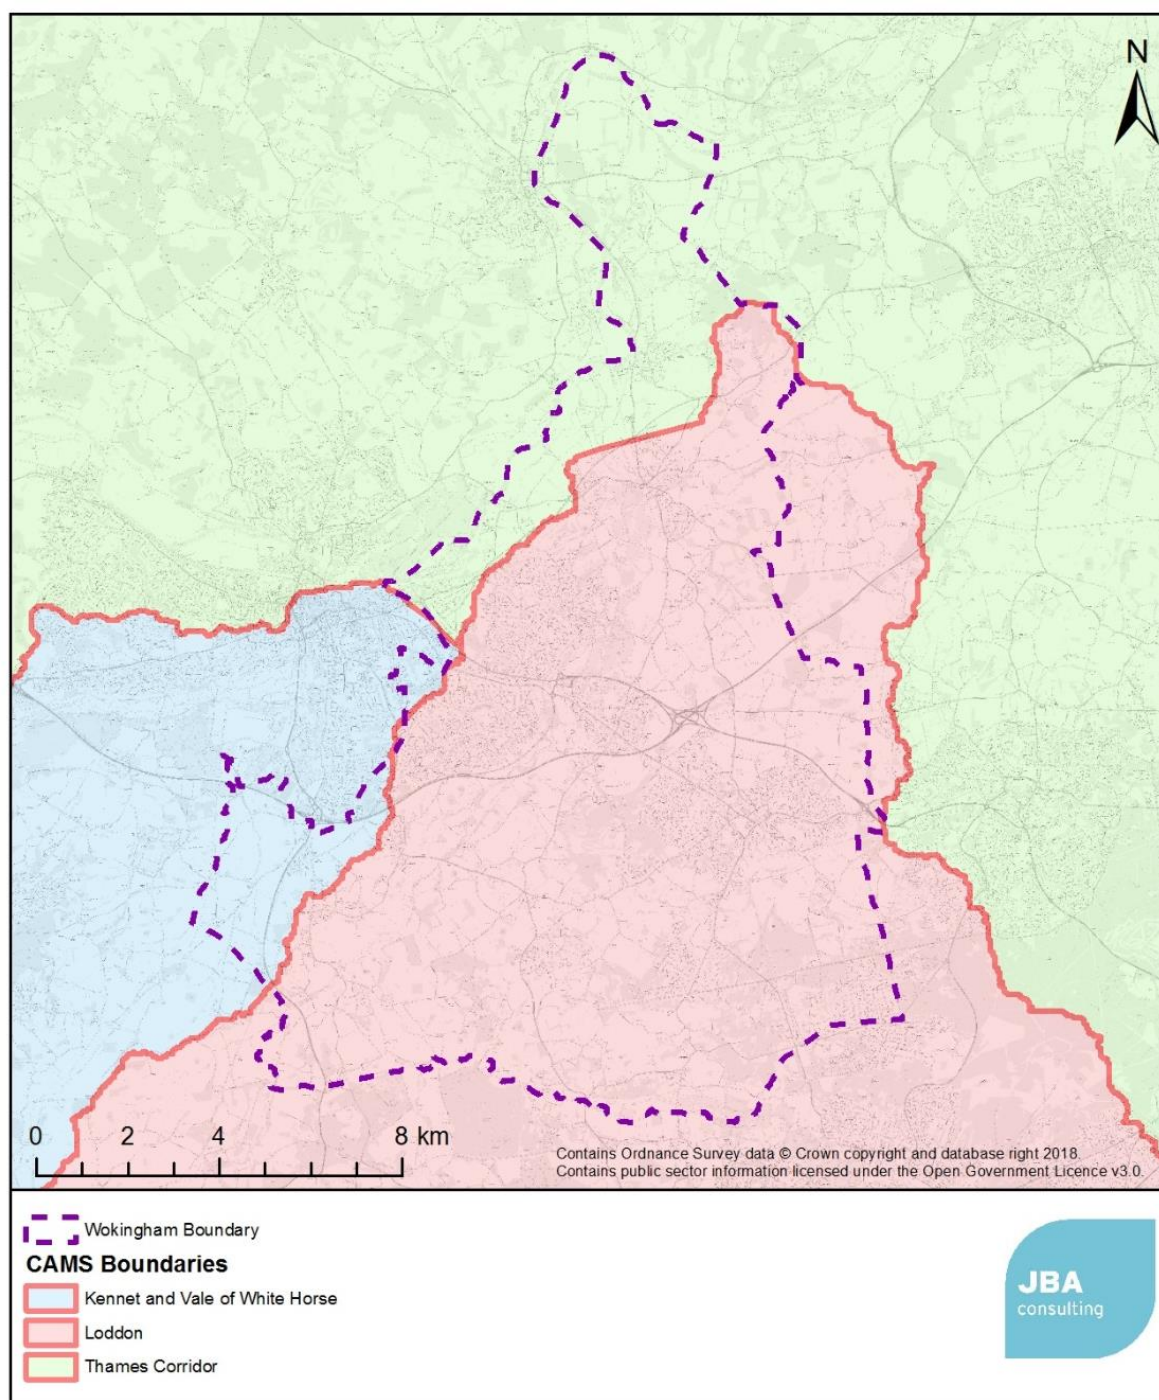 N
0 2 4 8 km
Contains Ordnance Survey data © Crown copyright and database right 2018.
Contains public sector information licensed under the Open Government Licence v3.0.
Wokingham Boundary
CAMS Boundaries
Kennet and Vale of White Horse
Loddon
Thames Corridor
JBA
consulting